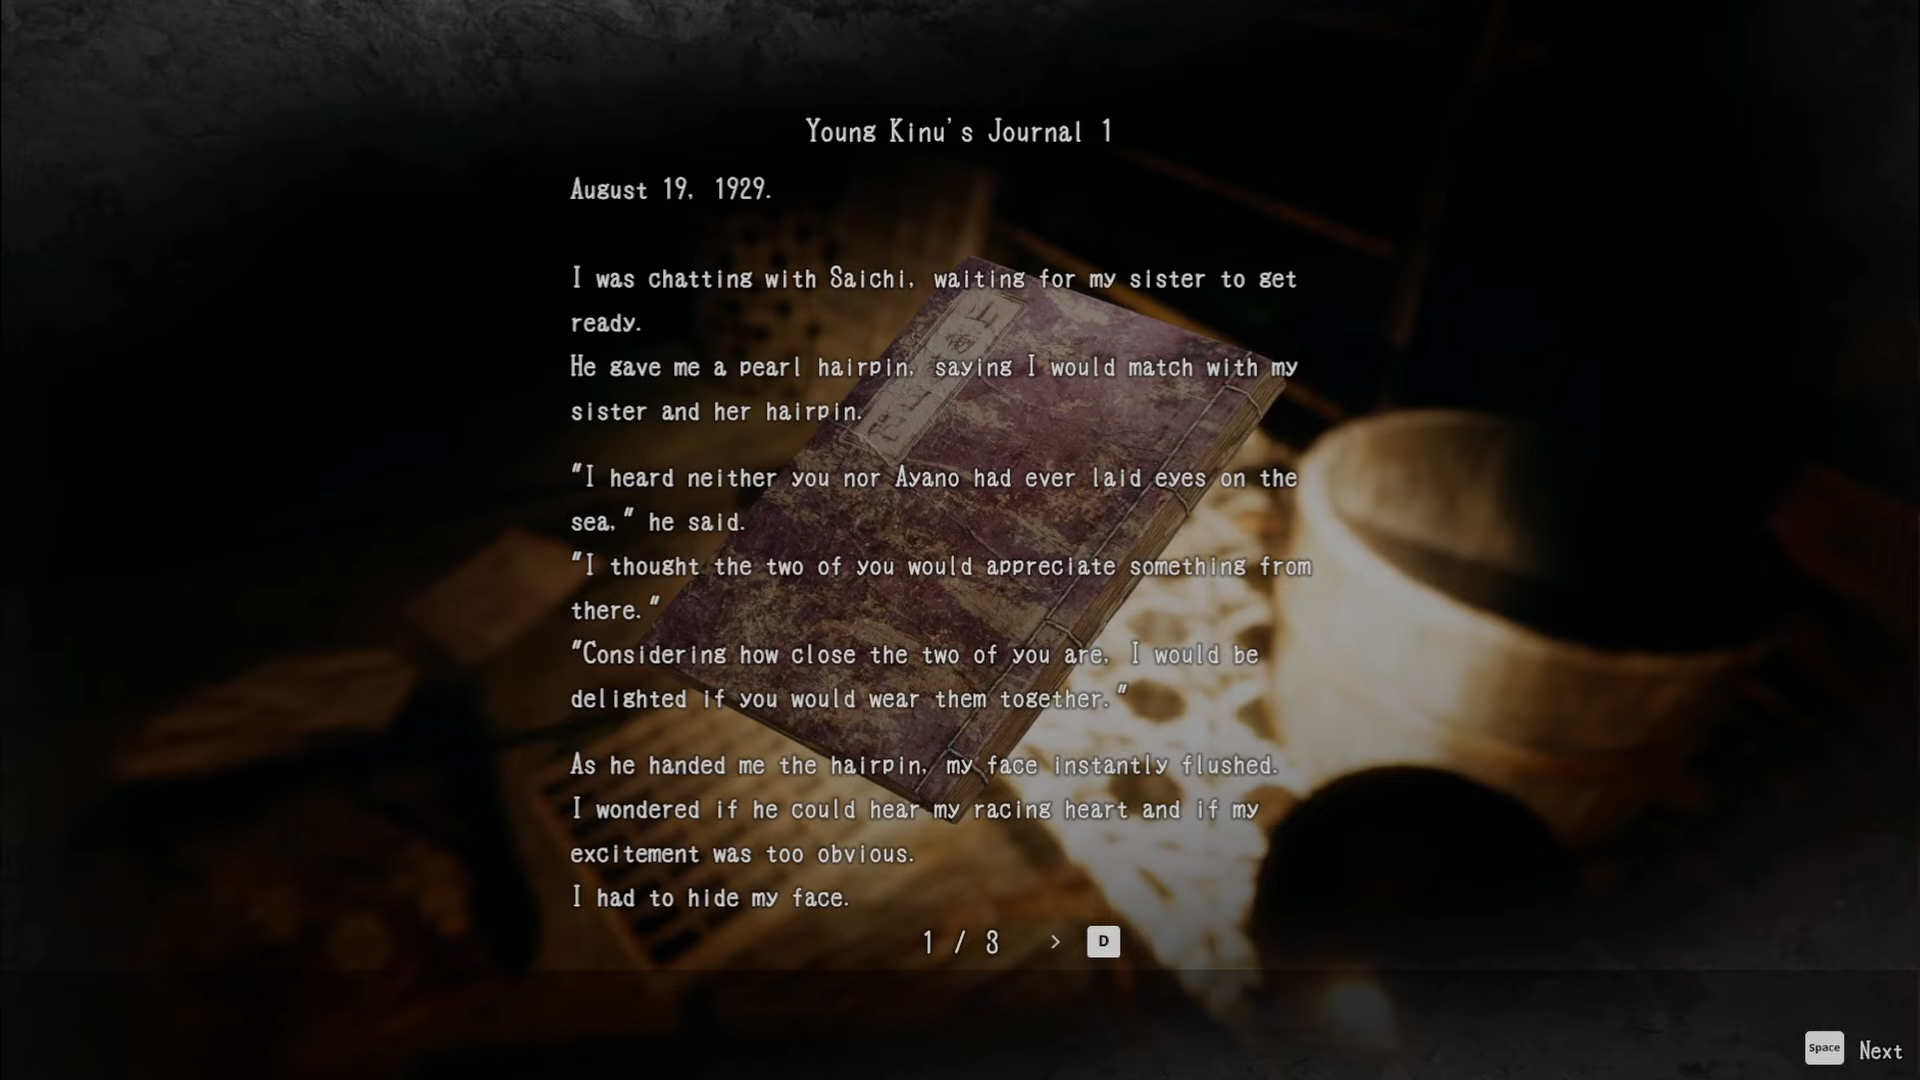 Young Kinu's Journal 1
August 19, 1929.
I was chatting with Saichi, waiting for my sister to get
ready.
He gave me a pearl hairpin, saying I would match with my
sister and her hairpin.
"I heard neither you nor Ayano had ever laid eyes on the
sea," he said.
"I thought the two of you would appreciate something from
there."
"Considering how close the two of you are, I would be
delighted if you would wear them together."
As he handed me the hairpin, my face instantly flushed.
I wondered if he could hear my racing heart and if my
excitement was too obvious.
I had to hide my face.
1 / 3 > D
Space Next